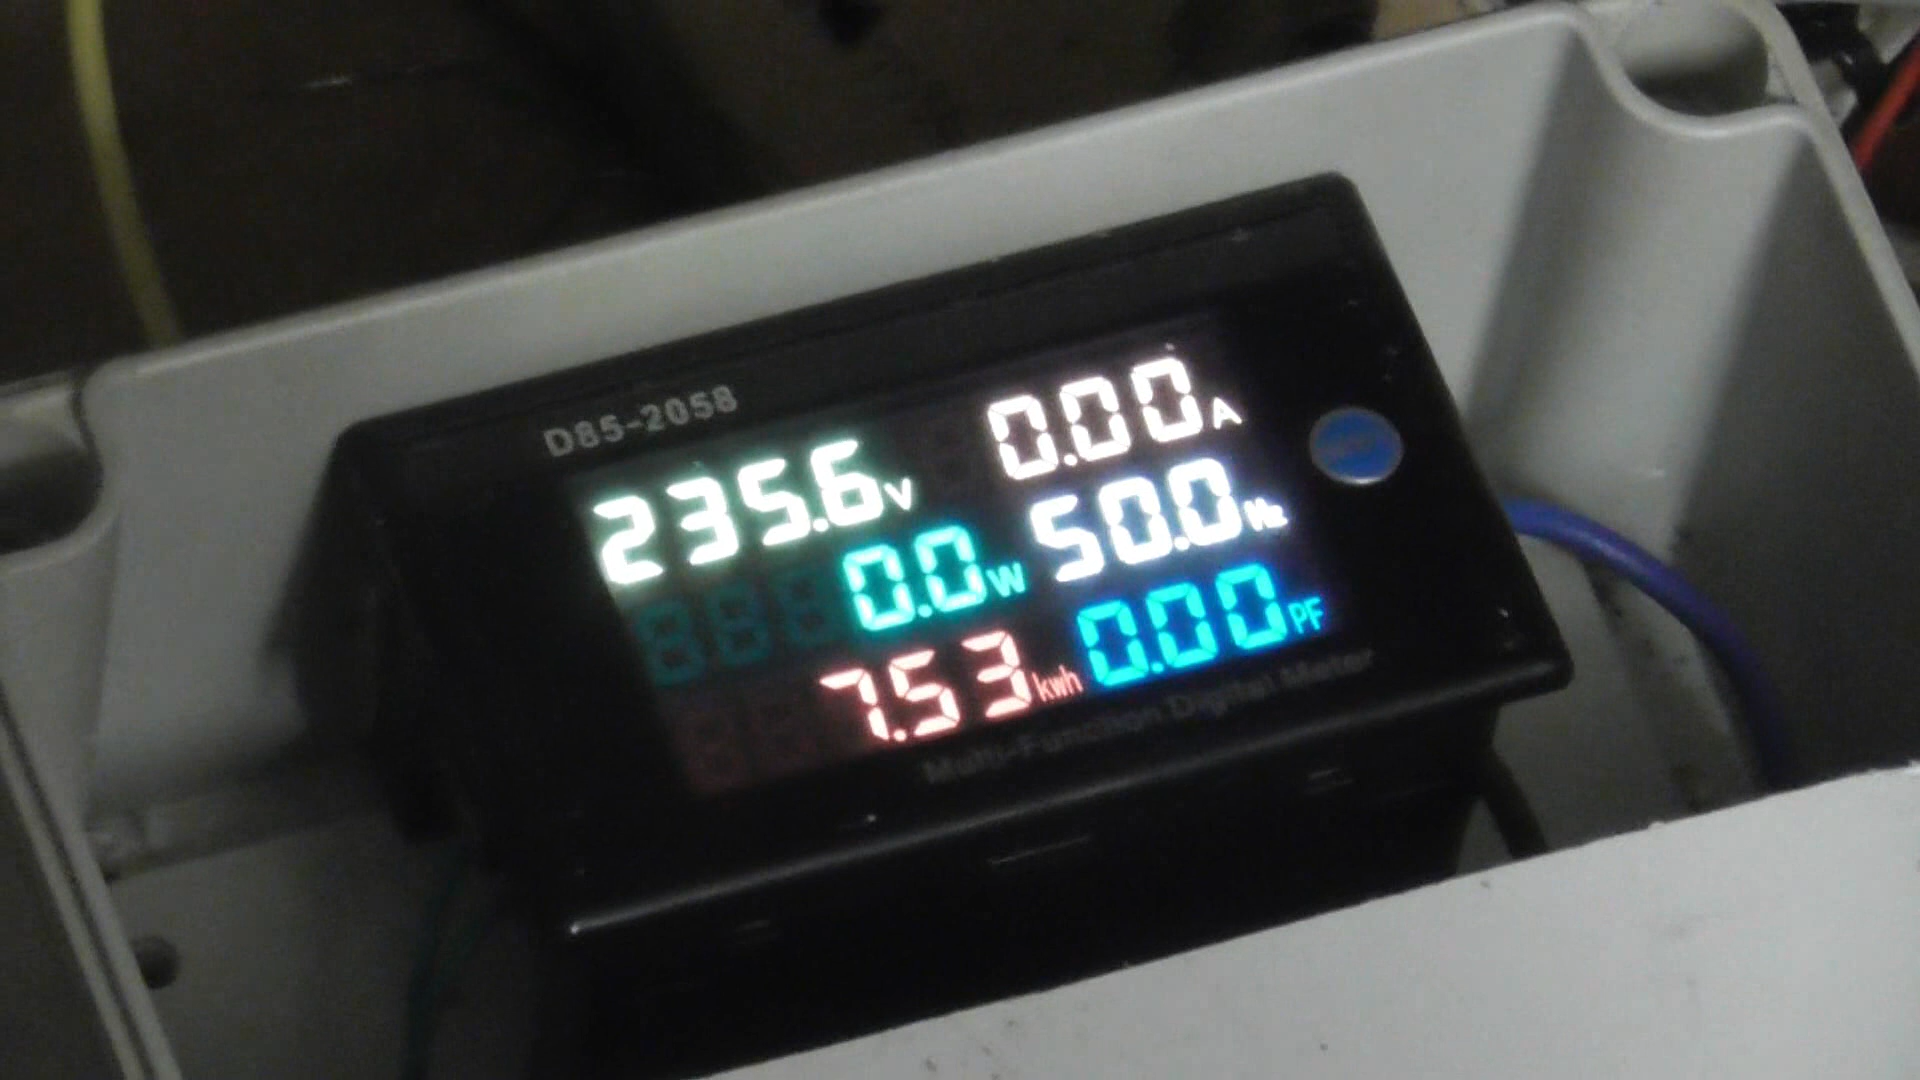 D85-2058
235.6V 0.00A
0.0W 50.0Hz
7.53kwh 0.00PF
Multi-Function Digital Meter